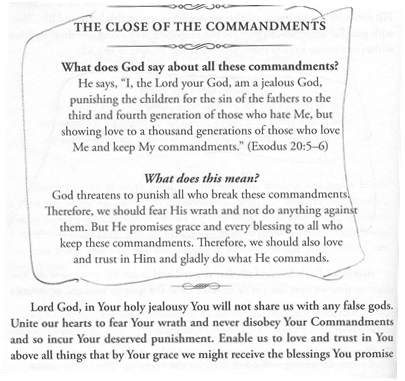 THE CLOSE OF THE COMMANDMENTS
What does God say about all these commandments?
He says, “I, the Lord your God, am a jealous God,
punishing the children for the sin of the fathers to the
third and fourth generation of those who hate Me, but
showing love to a thousand generations of those who love
Me and keep My commandments.” (Exodus 20:5–6)
What does this mean?
God threatens to punish all who break these commandments.
Therefore, we should fear His wrath and not do anything against
them. But He promises grace and every blessing to all who
keep these commandments. Therefore, we should also love
and trust in Him and gladly do what He commands.
Lord God, in Your holy jealousy You will not share us with any false gods.
Unite our hearts to fear Your wrath and never disobey Your Commandments
and so incur Your deserved punishment. Enable us to love and trust in You
above all things that by Your grace we might receive the blessings You promise